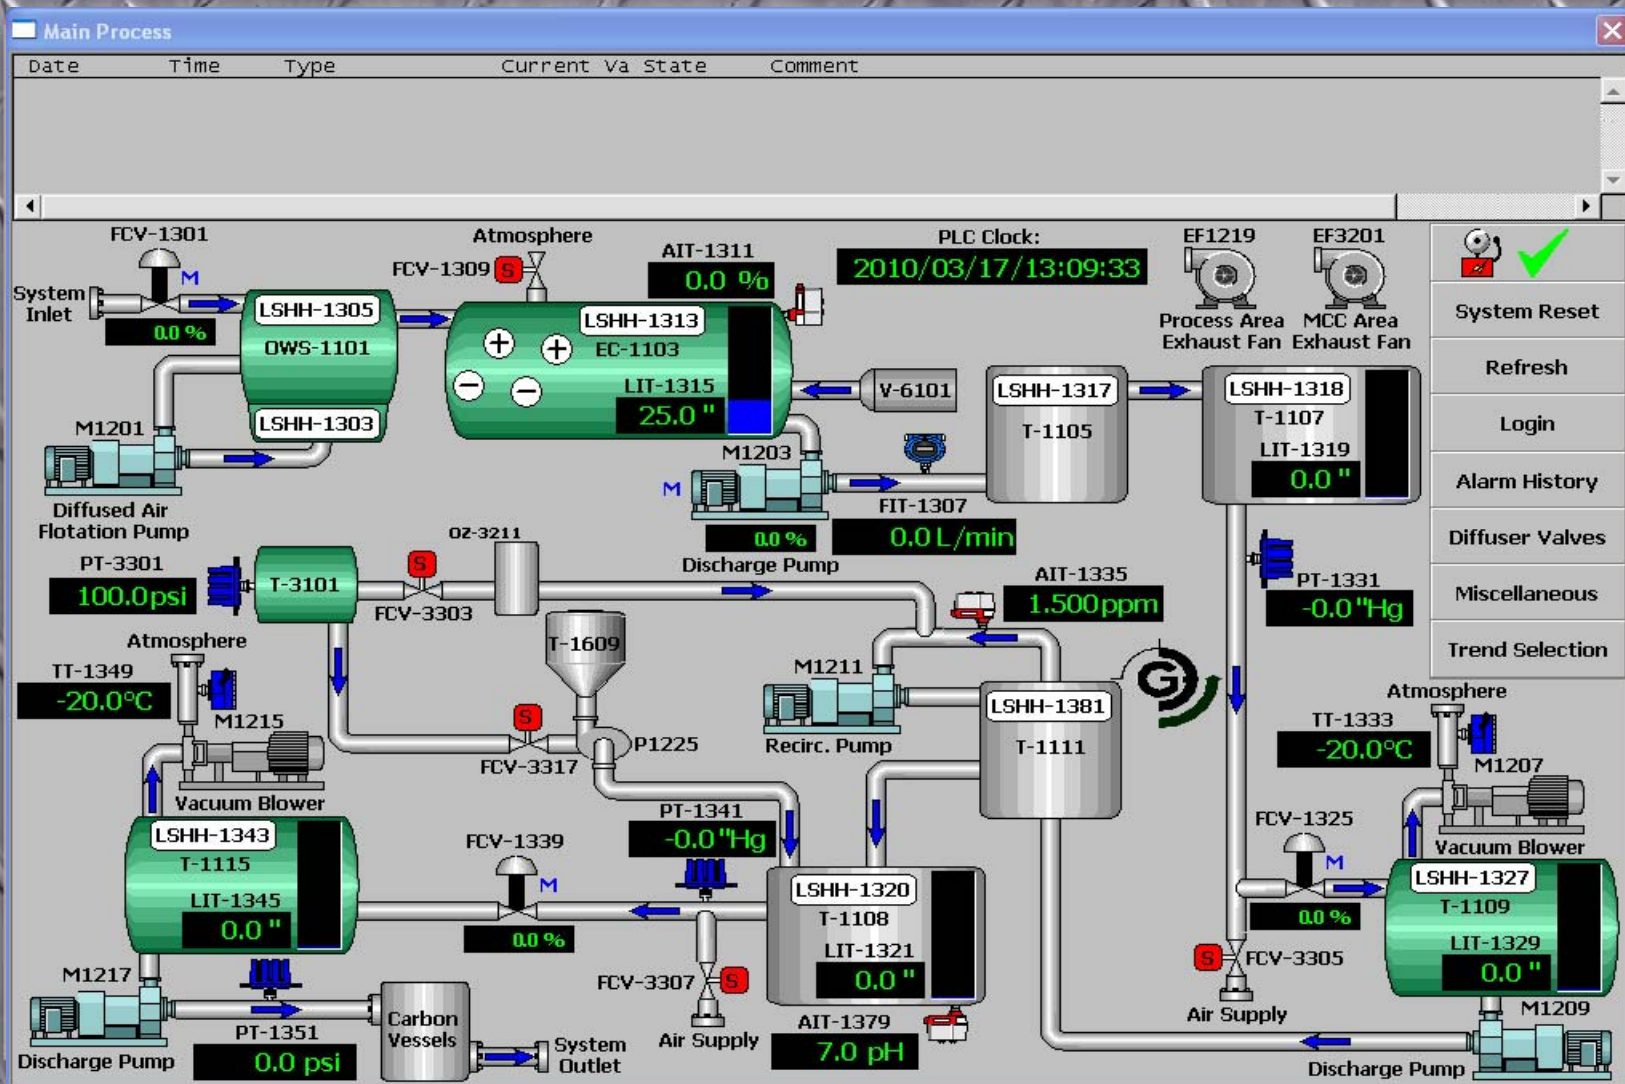 Main Process
Date Time Type Current Va State Comment
FCV-1301
M
System
Inlet
0.0 %
LSHH-1305
OWS-1101
LSHH-1303
M1201
Diffused Air
Flotation Pump
Atmosphere
FCV-1309
S
AIT-1311
0.0 %
LSHH-1313
EC-1103
LIT-1315
25.0 "
V-6101
M1203
M
0.0 %
Discharge Pump
FIT-1307
0.0 L/min
PLC Clock:
2010/03/17/13:09:33
EF1219
Process Area
Exhaust Fan
EF3201
MCC Area
Exhaust Fan
LSHH-1317
T-1105
LSHH-1318
T-1107
LIT-1319
0.0 "
System Reset
Refresh
Login
Alarm History
Diffuser Valves
Miscellaneous
Trend Selection
PT-3301
100.0psi
T-3101
S
FCV-3303
OZ-3211
T-1609
S
FCV-3317
P1225
AIT-1335
1.500ppm
M1211
Recirc. Pump
LSHH-1381
T-1111
G
PT-1331
-0.0 "Hg
Atmosphere
TT-1349
-20.0°C
M1215
Vacuum Blower
LSHH-1343
T-1115
LIT-1345
0.0 "
M1217
Discharge Pump
PT-1351
0.0 psi
Carbon
Vessels
System
Outlet
FCV-1339
M
0.0 %
PT-1341
-0.0 "Hg
FCV-3307
S
Air Supply
LSHH-1320
T-1108
LIT-1321
0.0 "
AIT-1379
7.0 pH
Atmosphere
TT-1333
-20.0°C
M1207
Vacuum Blower
FCV-1325
M
0.0 %
S
FCV-3305
Air Supply
LSHH-1327
T-1109
LIT-1329
0.0 "
M1209
Discharge Pump